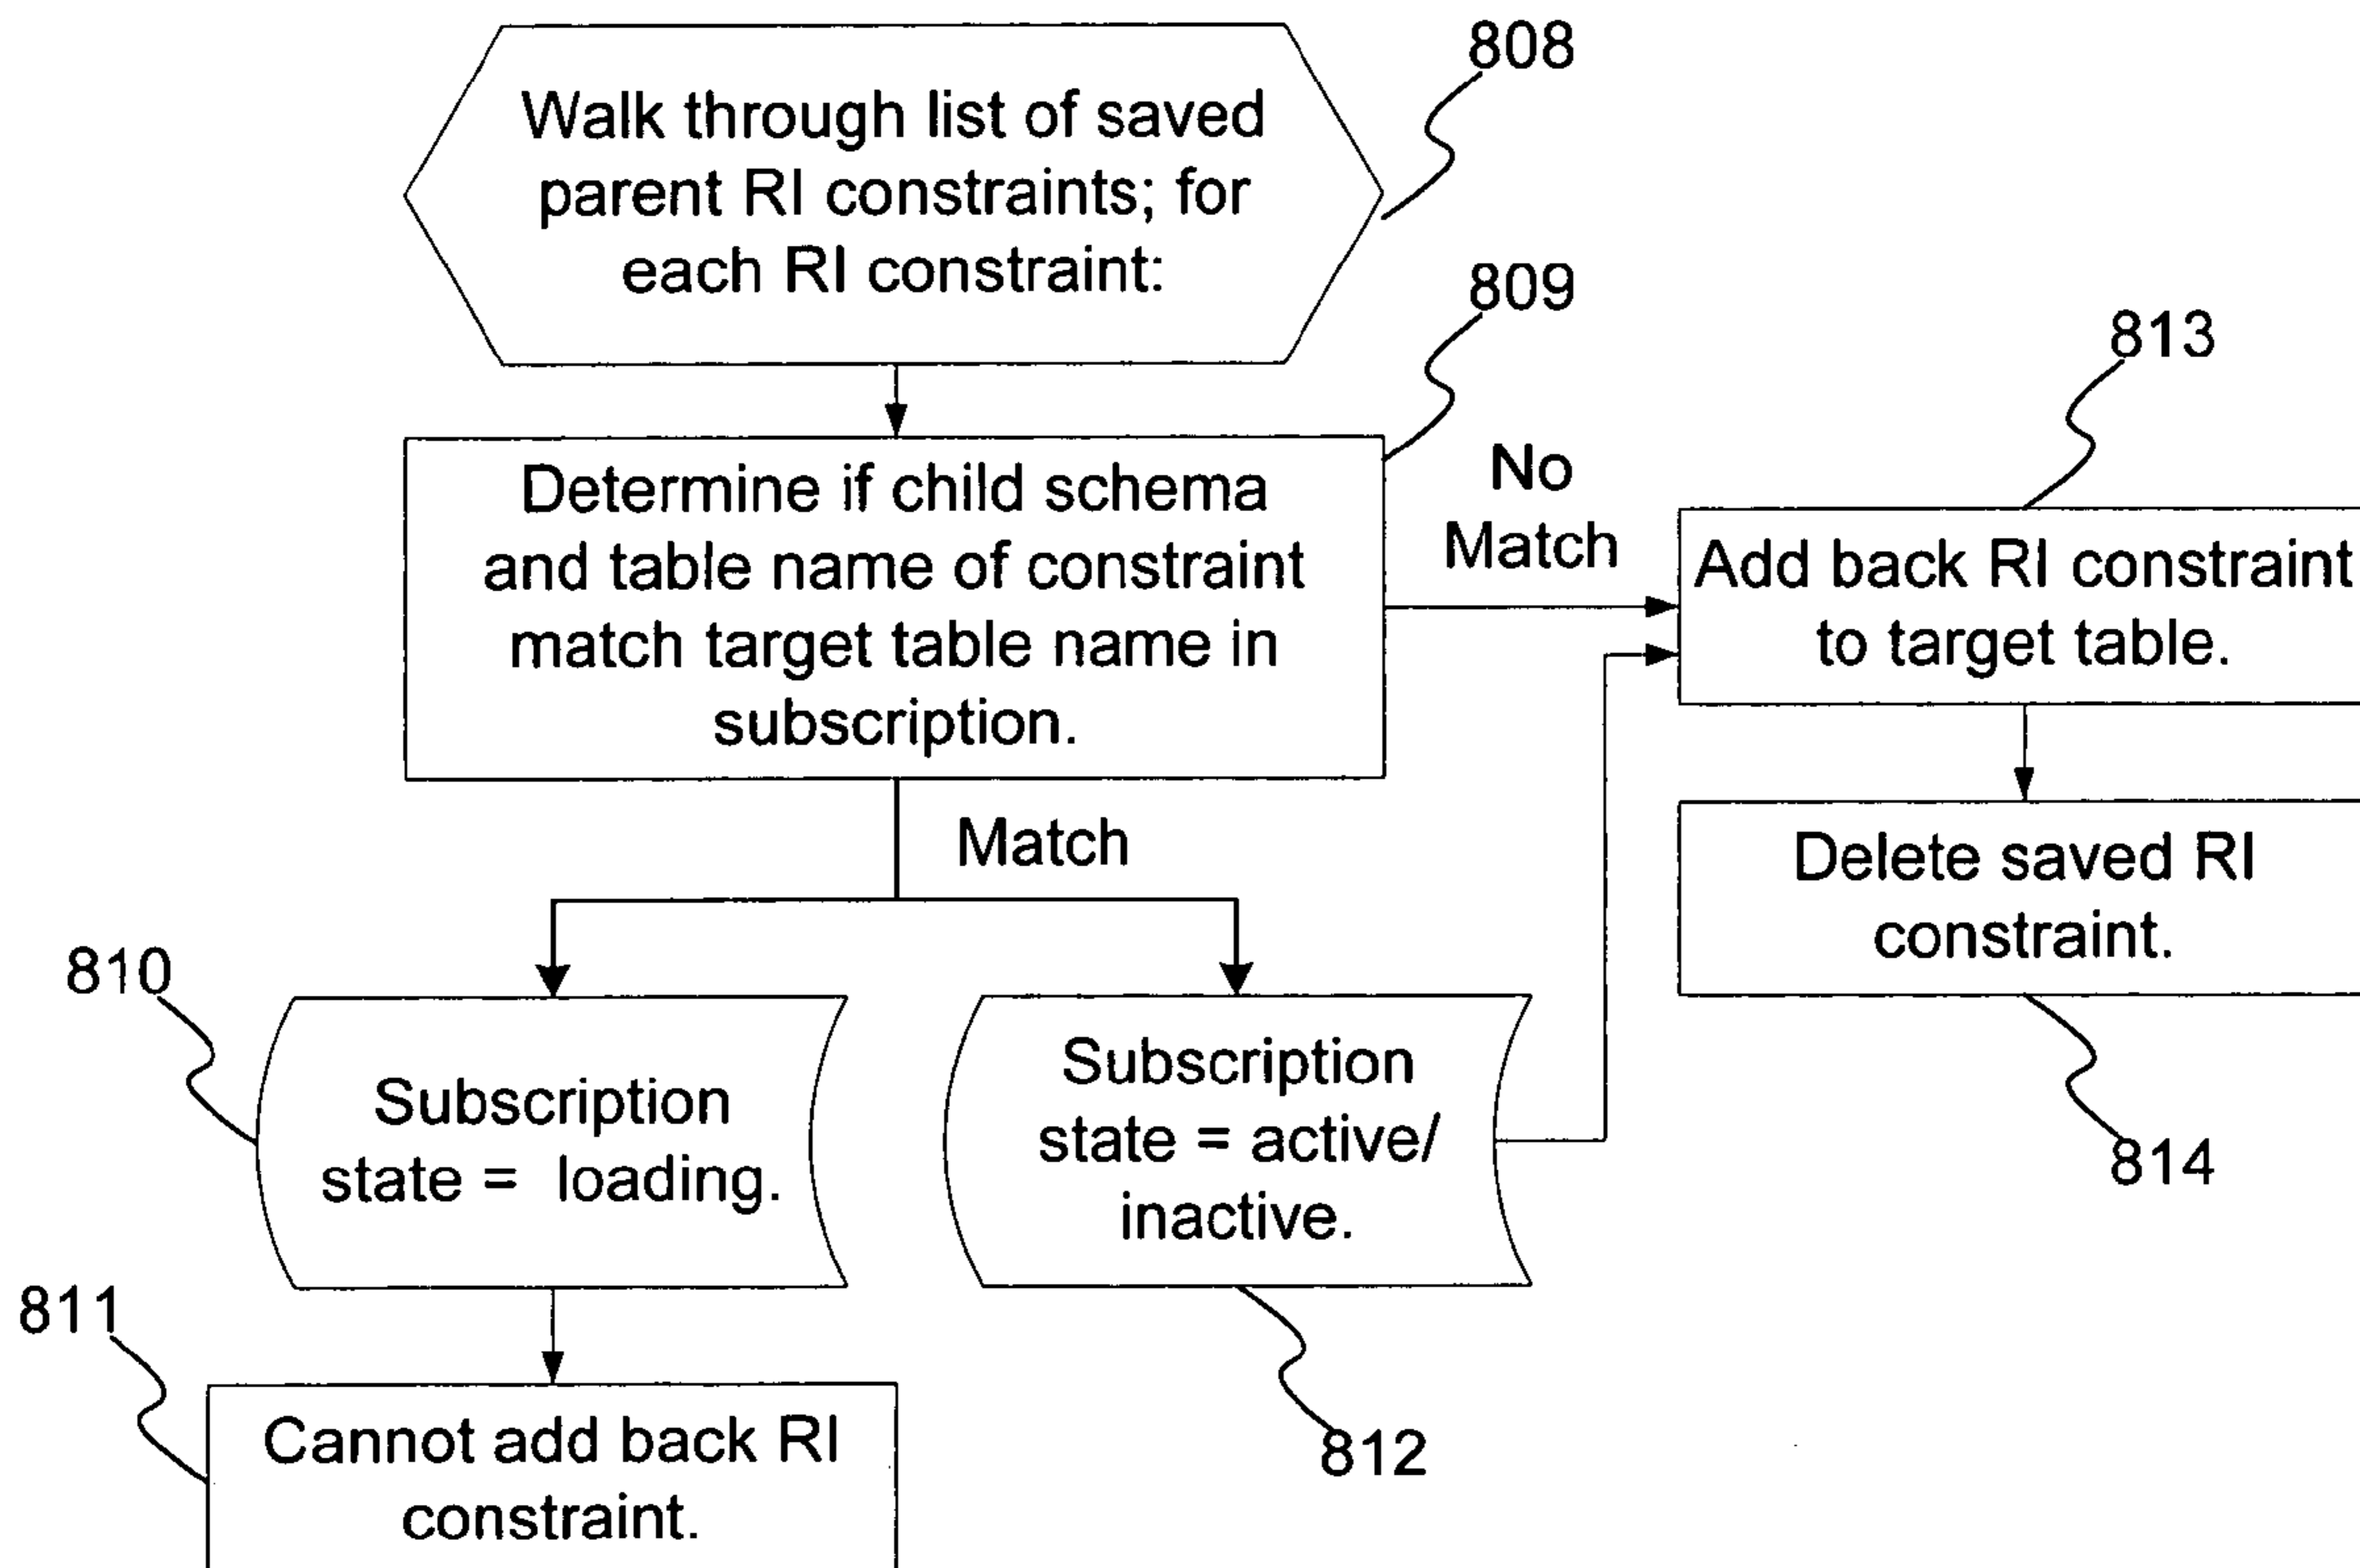 808
Walk through list of saved
parent RI constraints; for
each RI constraint:
809
Determine if child schema
and table name of constraint
match target table name in
subscription.
No
Match
813
Add back RI constraint
to target table.
Match
Delete saved RI
constraint.
814
810
Subscription
state = loading.
Subscription
state = active/
inactive.
812
811
Cannot add back RI
constraint.